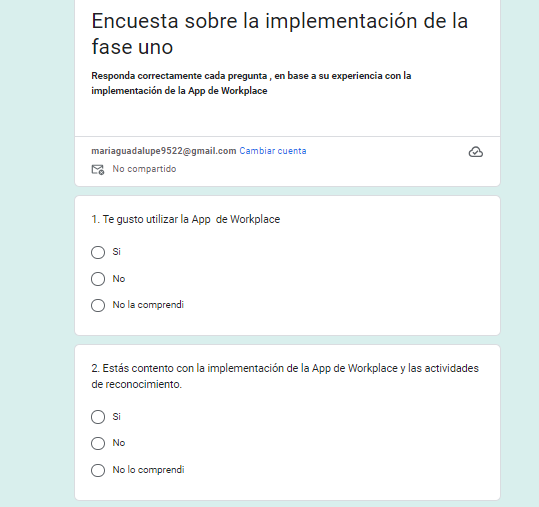 Encuesta sobre la implementación de la
fase uno
Responda correctamente cada pregunta , en base a su experiencia con la
implementación de la App de Workplace
mariaguadalupe9522@gmail.com Cambiar cuenta
No compartido
1. Te gusto utilizar la App de Workplace
Si
No
No la comprendi
2. Estás contento con la implementación de la App de Workplace y las actividades
de reconocimiento.
Si
No
No lo comprendi